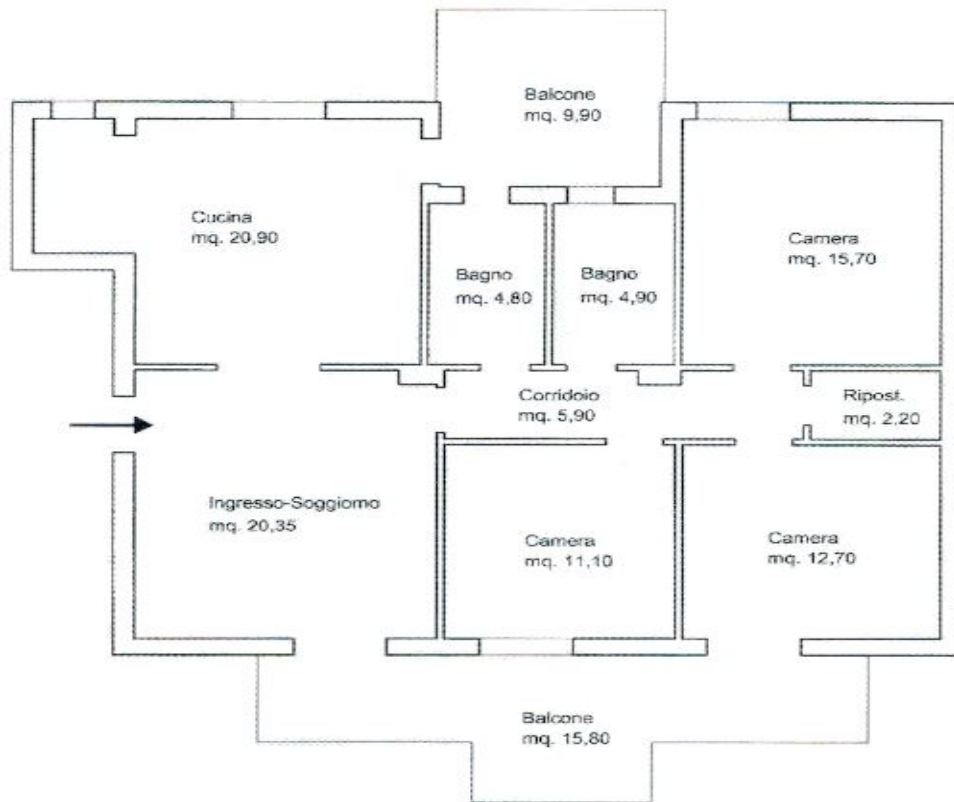 Balcone
mq. 9,90
Cucina
mq. 20,90
Camera
mq. 15,70
Bagno
mq. 4,80
Bagno
mq. 4,90
Corridoio
mq. 5,90
Ripost.
mq. 2,20
Ingresso-Soggiorno
mq. 20,35
Camera
mq. 11,10
Camera
mq. 12,70
Balcone
mq. 15,80